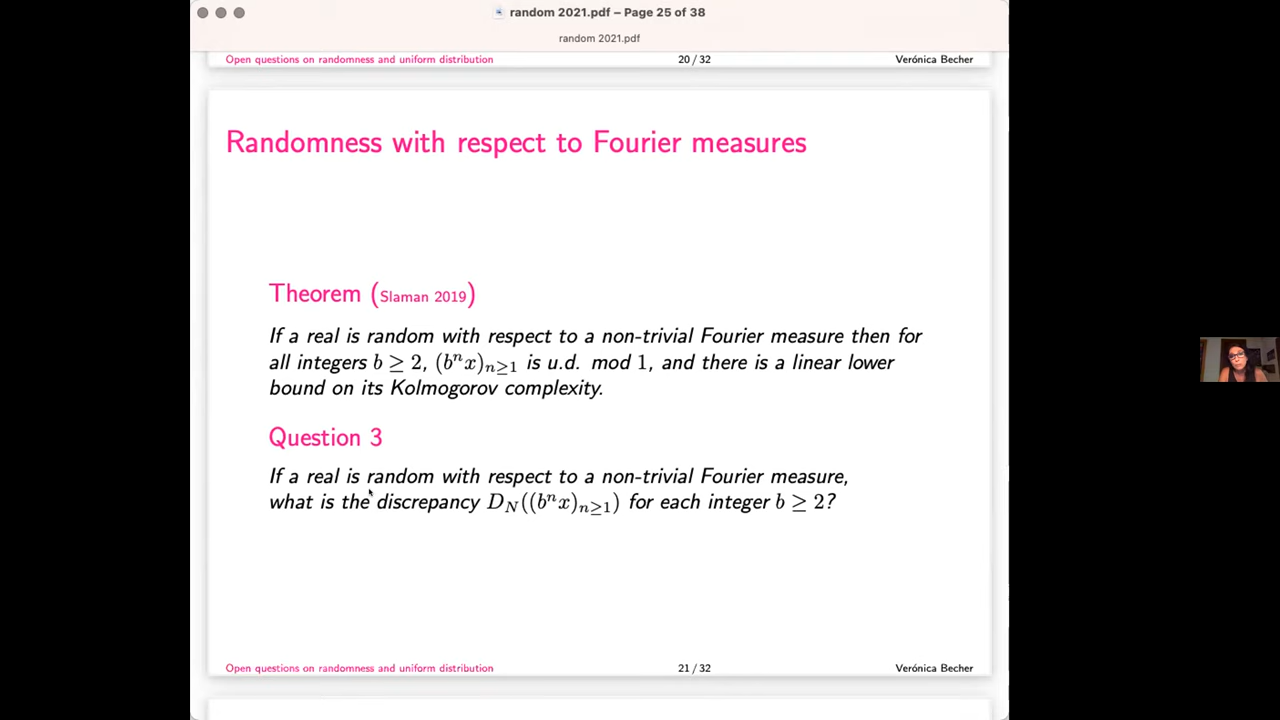 random 2021.pdf – Page 25 of 38
random 2021.pdf
Open questions on randomness and uniform distribution 20 / 32 Verónica Becher
Randomness with respect to Fourier measures
Theorem (Slaman 2019)
If a real is random with respect to a non-trivial Fourier measure then for
all integers b ≥ 2, (bⁿx)ₙ≥₁ is u.d. mod 1, and there is a linear lower
bound on its Kolmogorov complexity.
Question 3
If a real is random with respect to a non-trivial Fourier measure,
what is the discrepancy D_N((bⁿx)ₙ≥₁) for each integer b ≥ 2?
Open questions on randomness and uniform distribution 21 / 32 Verónica Becher